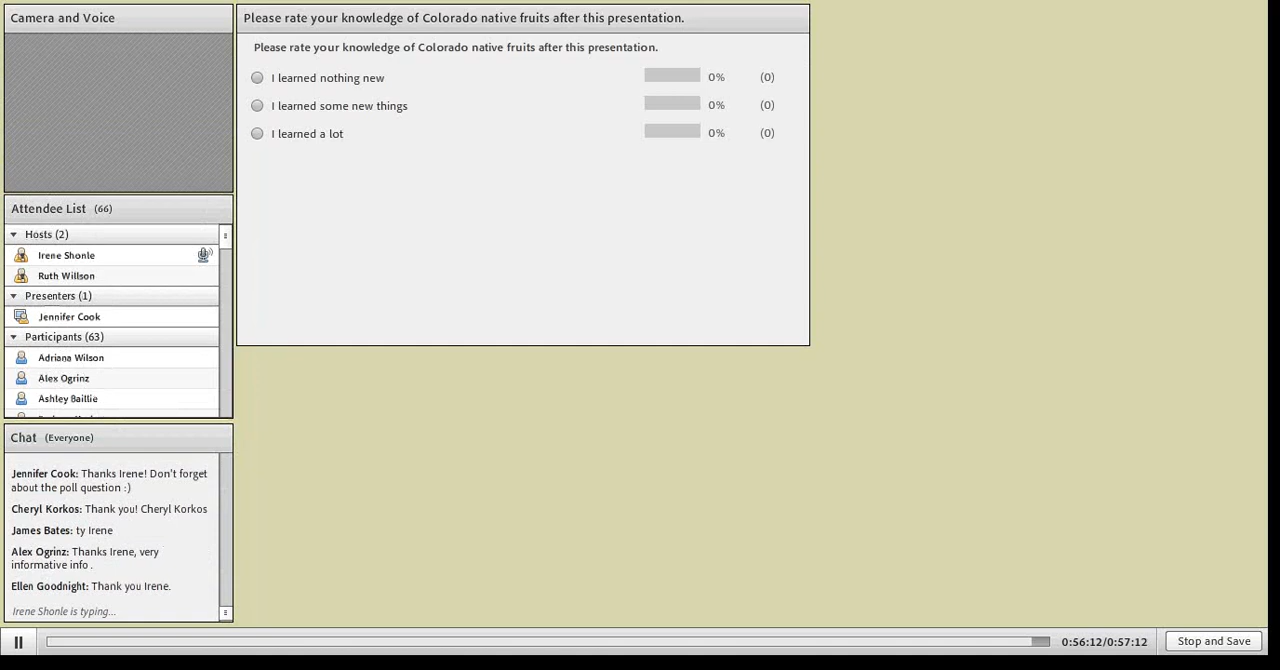 Camera and Voice
Please rate your knowledge of Colorado native fruits after this presentation.
Please rate your knowledge of Colorado native fruits after this presentation.
I learned nothing new 0% (0)
I learned some new things 0% (0)
I learned a lot 0% (0)
Attendee List (66)
Hosts (2)
Irene Shonle
Ruth Willson
Presenters (1)
Jennifer Cook
Participants (63)
Adriana Wilson
Alex Ogrinz
Ashley Baillie
Chat (Everyone)
Jennifer Cook: Thanks Irene! Don't forget
about the poll question :)
Cheryl Korkos: Thank you! Cheryl Korkos
James Bates: ty Irene
Alex Ogrinz: Thanks Irene, very
informative info .
Ellen Goodnight: Thank you Irene.
Irene Shonle is typing...
0:56:12/0:57:12
Stop and Save